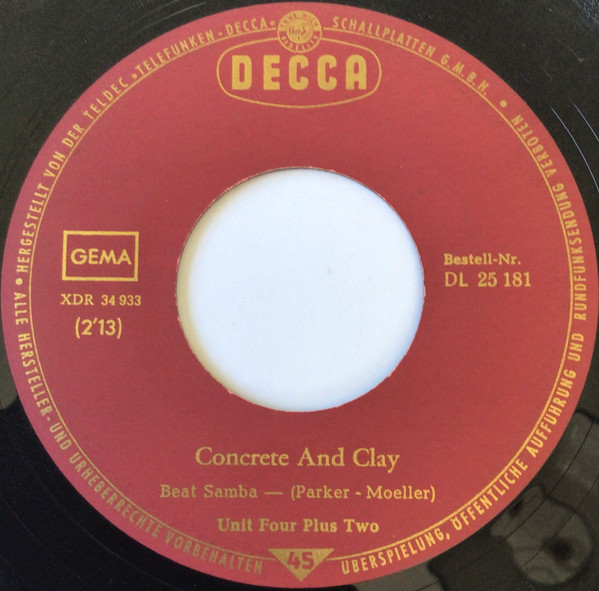 • HERGESTELLT VON DER TELDEC »TELEFUNKEN-DECCA« SCHALLPLATTEN G.M.B.H. •
DECCA
GEMA
XDR 34 933
(2'13)
Bestell-Nr.
DL 25 181
Concrete And Clay
Beat Samba — (Parker - Moeller)
Unit Four Plus Two
45
ALLE HERSTELLER- UND URHEBERRECHTE VORBEHALTEN
ÜBERSPIELUNG, ÖFFENTLICHE AUFFÜHRUNG UND RUNDFUNKSENDUNG VERBOTEN